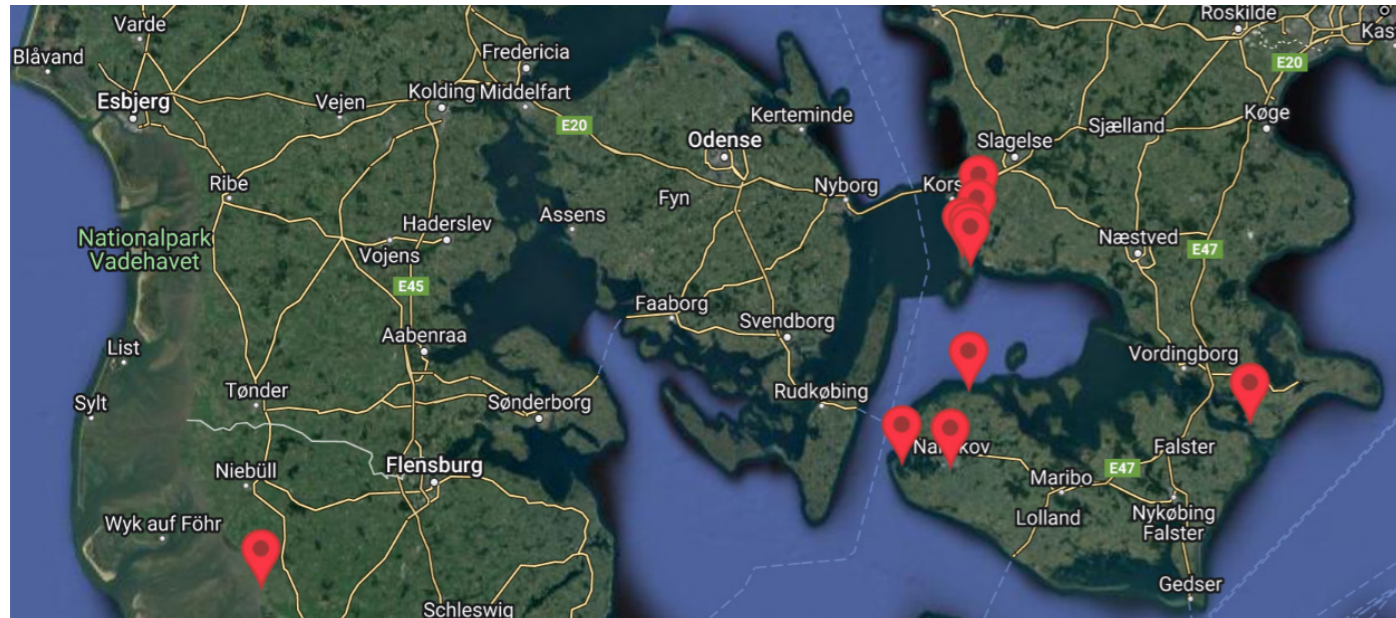 Varde
Roskilde
Kas
Blåvand
Fredericia
E20
Esbjerg
Vejen
Kolding
Middelfart
E20
Kerteminde
Køge
Odense
Slagelse
Sjælland
Ribe
Fyn
Nyborg
Kors
Assens
Haderslev
Nationalpark
Vadehavet
Vojens
Næstved
E47
E45
Faaborg
Svendborg
Aabenraa
List
Vordingborg
Tønder
Rudkøbing
Sylt
Sønderborg
Falster
Niebüll
Flensburg
E47
Maribo
Wyk auf Föhr
Lolland
Nykøbing
Falster
Gedser
Schleswig